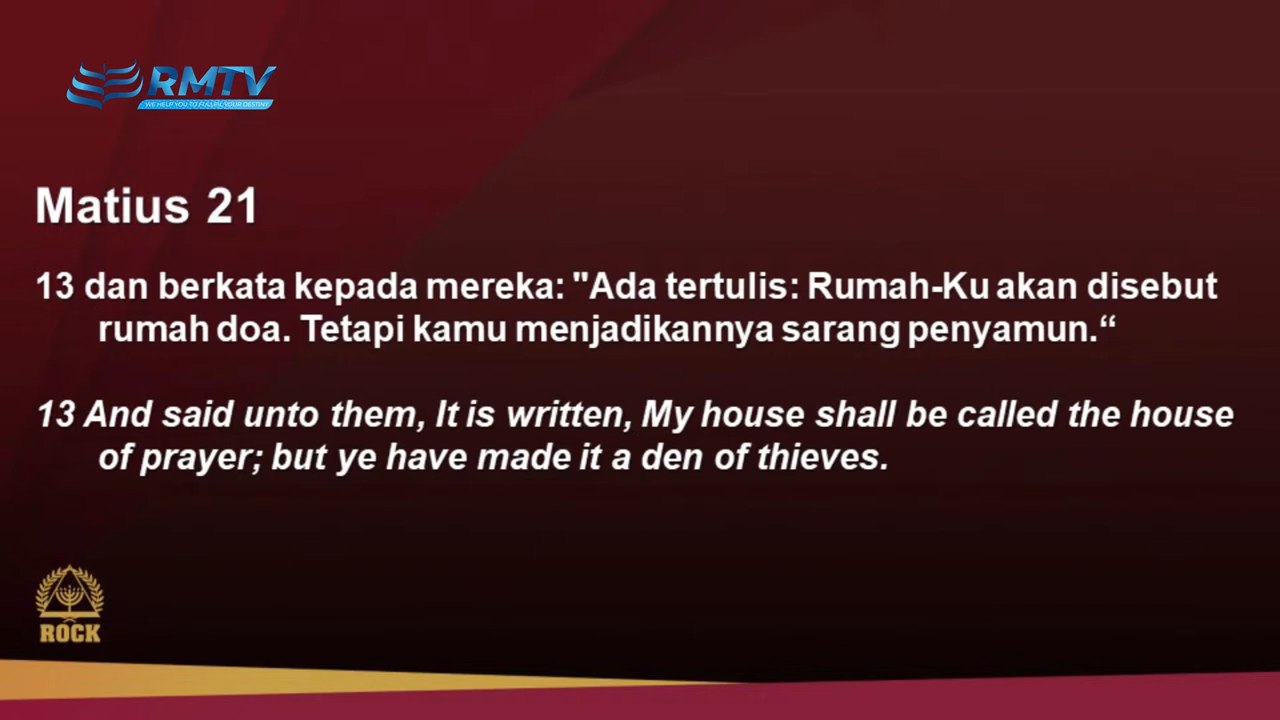 RMTV
WE HELP YOU TO FULFILL YOUR DESTINY
Matius 21
13 dan berkata kepada mereka: "Ada tertulis: Rumah-Ku akan disebut
rumah doa. Tetapi kamu menjadikannya sarang penyamun.“
13 And said unto them, It is written, My house shall be called the house
of prayer; but ye have made it a den of thieves.
ROCK